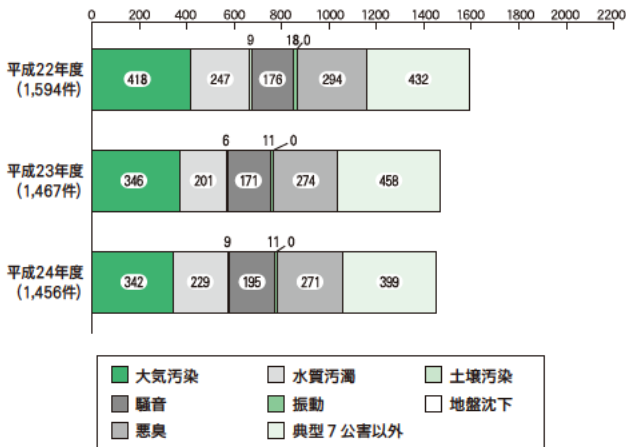 0 200 400 600 800 1000 1200 1400 1600 1800 2000 2200
9 18 0
平成22年度 418 247 176 294 432
(1,594件)
6 11 0
平成23年度 346 201 171 274 458
(1,467件)
9 11 0
平成24年度 342 229 195 271 399
(1,456件)
大気汚染 水質汚濁 土壌汚染
騒音 振動 地盤沈下
悪臭 典型7公害以外